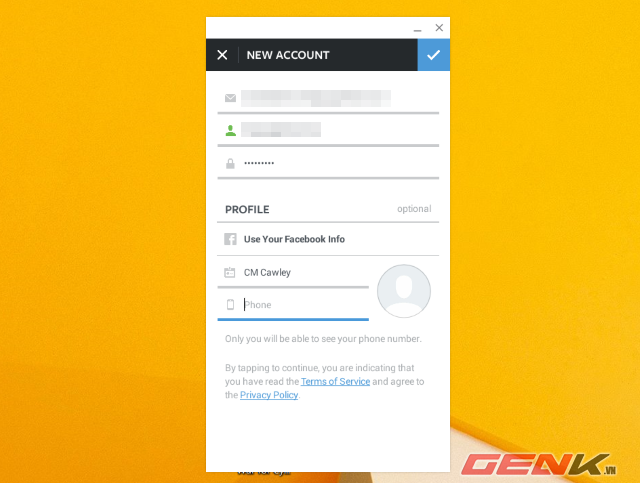 NEW ACCOUNT
•••••••••
PROFILE
optional
Use Your Facebook Info
CM Cawley
Phone
Only you will be able to see your phone number.
By tapping to continue, you are indicating that
you have read the Terms of Service and agree to
the Privacy Policy.
GENK.VN